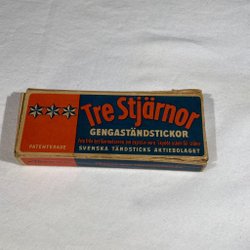 Tre Stjärnor
GENGASTÄNDSTICKOR
SVENSKA TÄNDSTICKS AKTIEBOLAGET
PATENTERADE